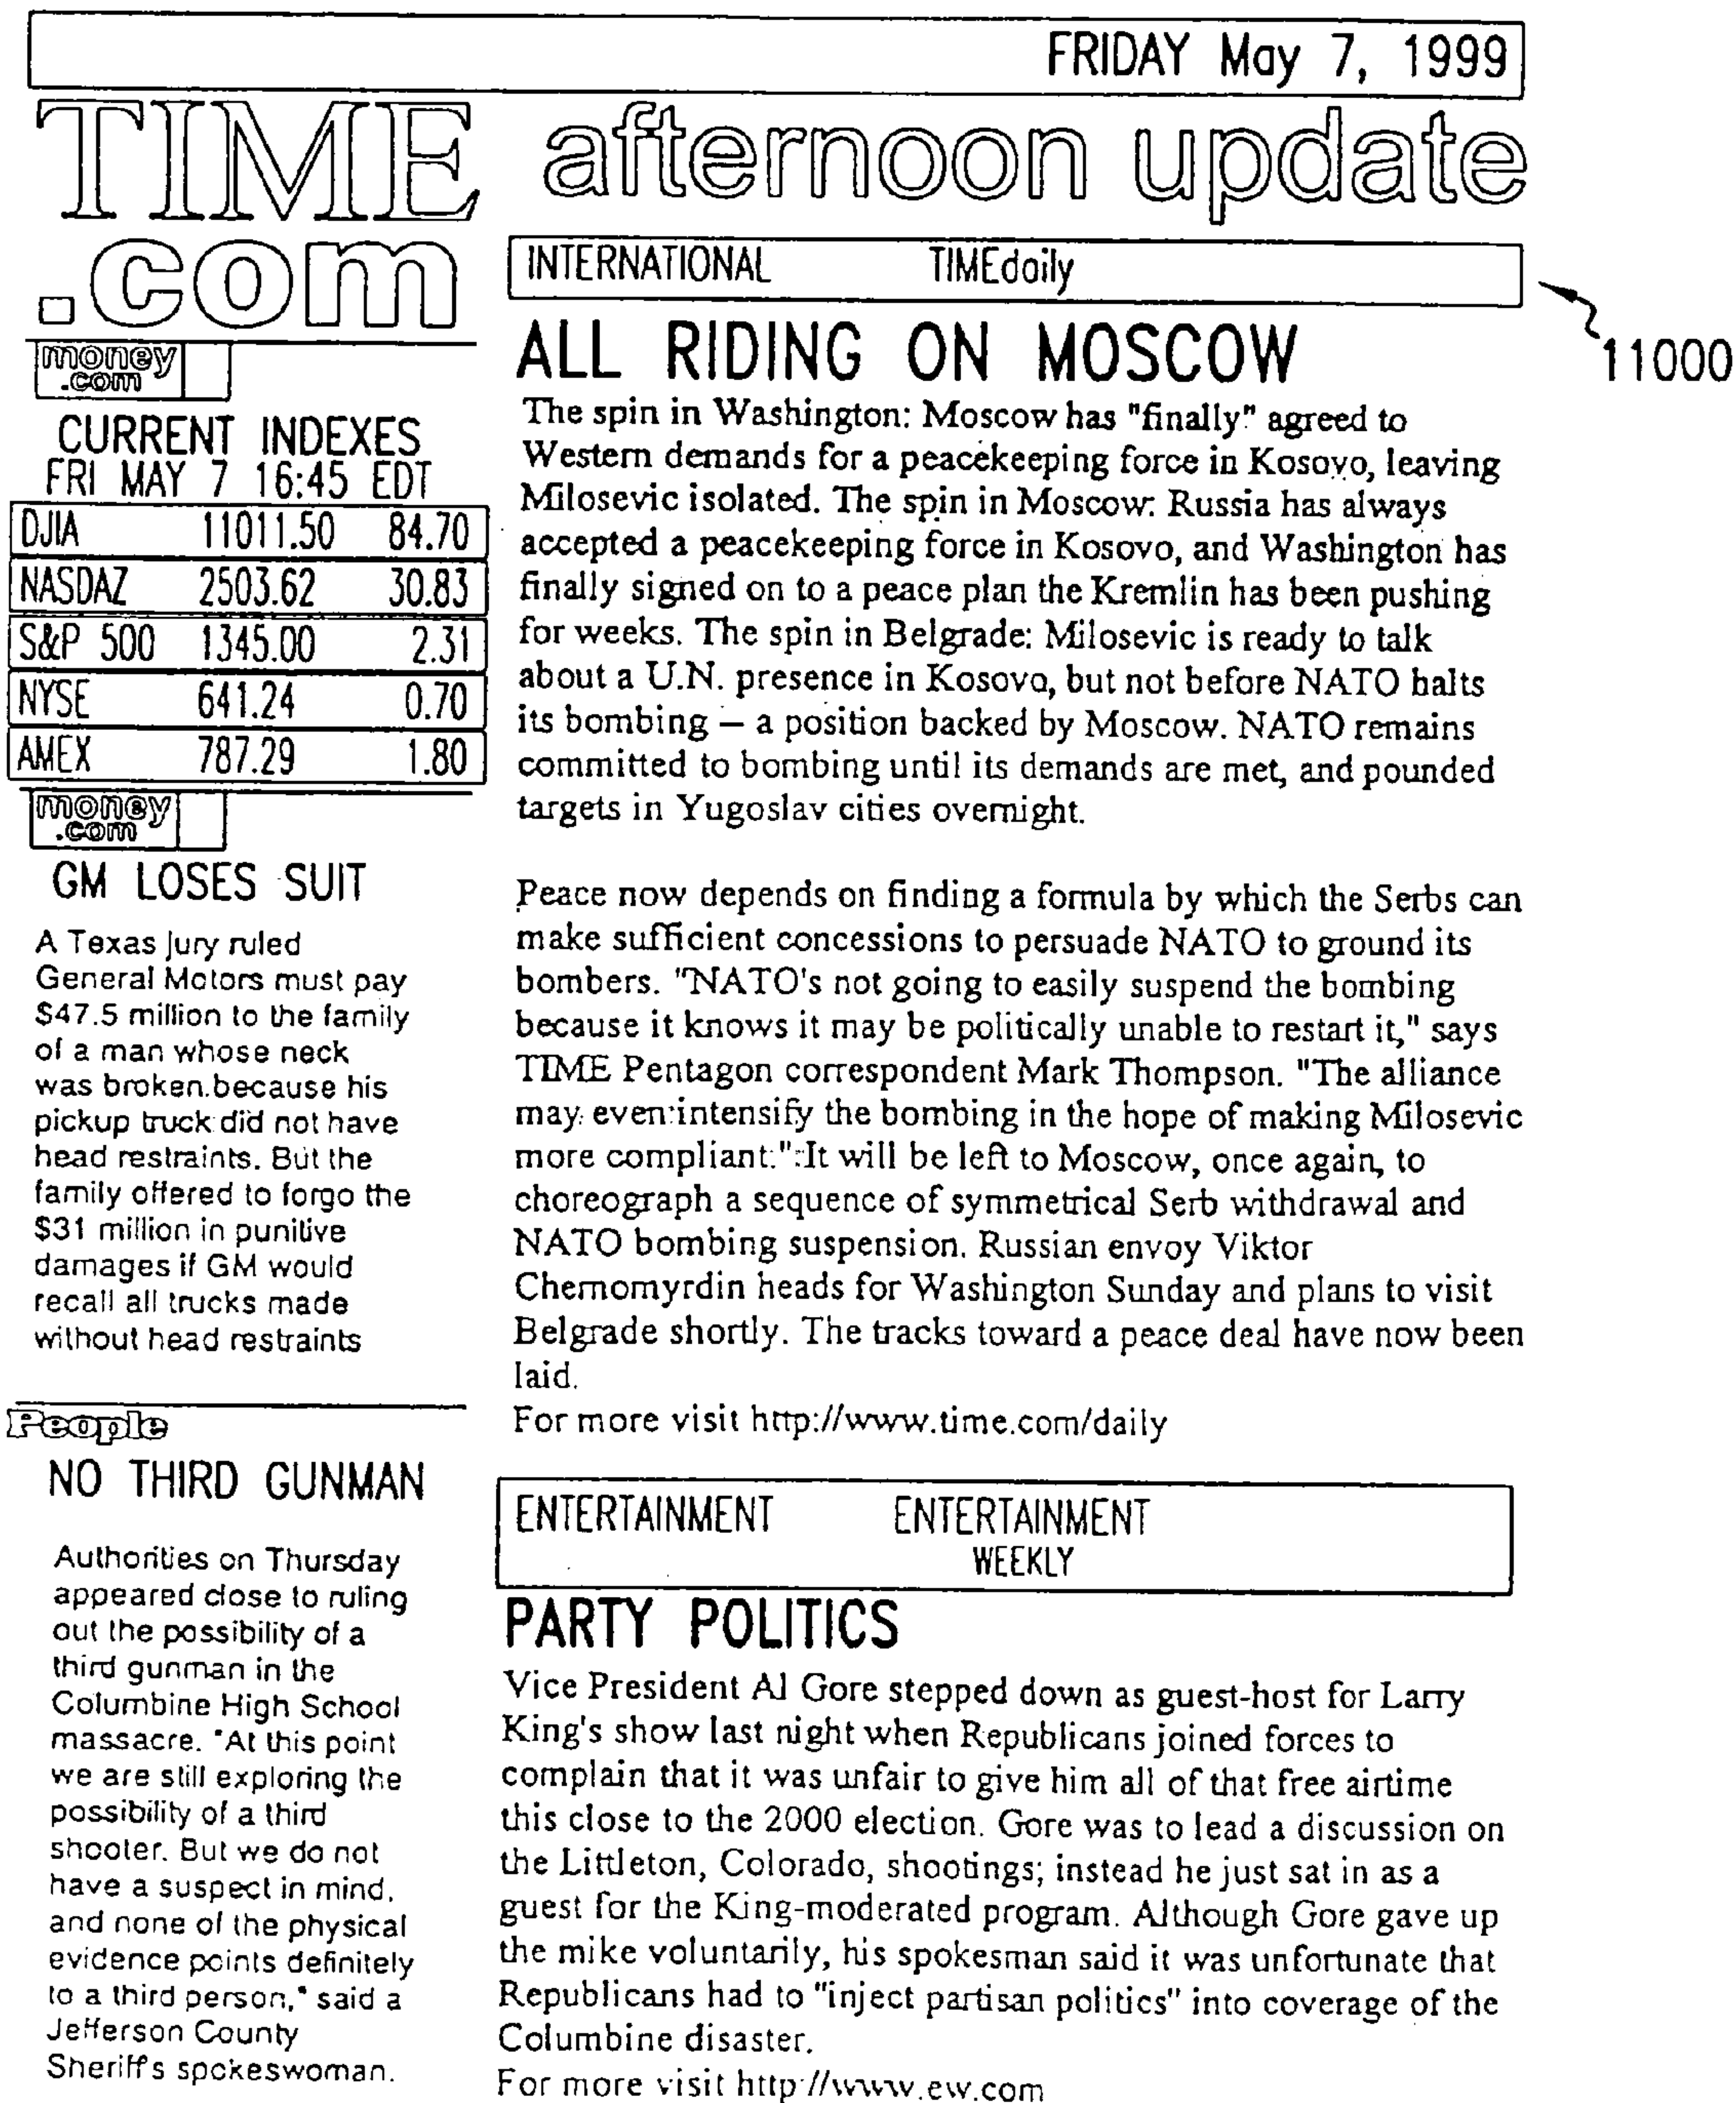 FRIDAY May 7, 1999
TIME
.com
afternoon update
money
.com
CURRENT INDEXES
FRI MAY 7 16:45 EDT
DJIA 11011.50 84.70
NASDAZ 2503.62 30.83
S&P 500 1345.00 2.31
NYSE 641.24 0.70
AMEX 787.29 1.80
money
.com
GM LOSES SUIT
A Texas jury ruled
General Motors must pay
$47.5 million to the family
of a man whose neck
was broken.because his
pickup truck did not have
head restraints. But the
family offered to forgo the
$31 million in punitive
damages if GM would
recall all trucks made
without head restraints
People
NO THIRD GUNMAN
Authorities on Thursday
appeared close to ruling
out the possibility of a
third gunman in the
Columbine High School
massacre. "At this point
we are still exploring the
possibility of a third
shooter. But we do not
have a suspect in mind,
and none of the physical
evidence points definitely
to a third person," said a
Jefferson County
Sheriff's spokeswoman.
INTERNATIONAL TIMEdaily
11000
ALL RIDING ON MOSCOW
The spin in Washington: Moscow has "finally" agreed to
Western demands for a peacekeeping force in Kosovo, leaving
Milosevic isolated. The spin in Moscow: Russia has always
accepted a peacekeeping force in Kosovo, and Washington has
finally signed on to a peace plan the Kremlin has been pushing
for weeks. The spin in Belgrade: Milosevic is ready to talk
about a U.N. presence in Kosovo, but not before NATO halts
its bombing — a position backed by Moscow. NATO remains
committed to bombing until its demands are met, and pounded
targets in Yugoslav cities overnight.
Peace now depends on finding a formula by which the Serbs can
make sufficient concessions to persuade NATO to ground its
bombers. "NATO's not going to easily suspend the bombing
because it knows it may be politically unable to restart it," says
TIME Pentagon correspondent Mark Thompson. "The alliance
may even intensify the bombing in the hope of making Milosevic
more compliant." It will be left to Moscow, once again, to
choreograph a sequence of symmetrical Serb withdrawal and
NATO bombing suspension. Russian envoy Viktor
Chernomyrdin heads for Washington Sunday and plans to visit
Belgrade shortly. The tracks toward a peace deal have now been
laid.
For more visit http://www.time.com/daily
ENTERTAINMENT ENTERTAINMENT
WEEKLY
PARTY POLITICS
Vice President Al Gore stepped down as guest-host for Larry
King's show last night when Republicans joined forces to
complain that it was unfair to give him all of that free airtime
this close to the 2000 election. Gore was to lead a discussion on
the Littleton, Colorado, shootings; instead he just sat in as a
guest for the King-moderated program. Although Gore gave up
the mike voluntarily, his spokesman said it was unfortunate that
Republicans had to "inject partisan politics" into coverage of the
Columbine disaster.
For more visit http://www.ew.com